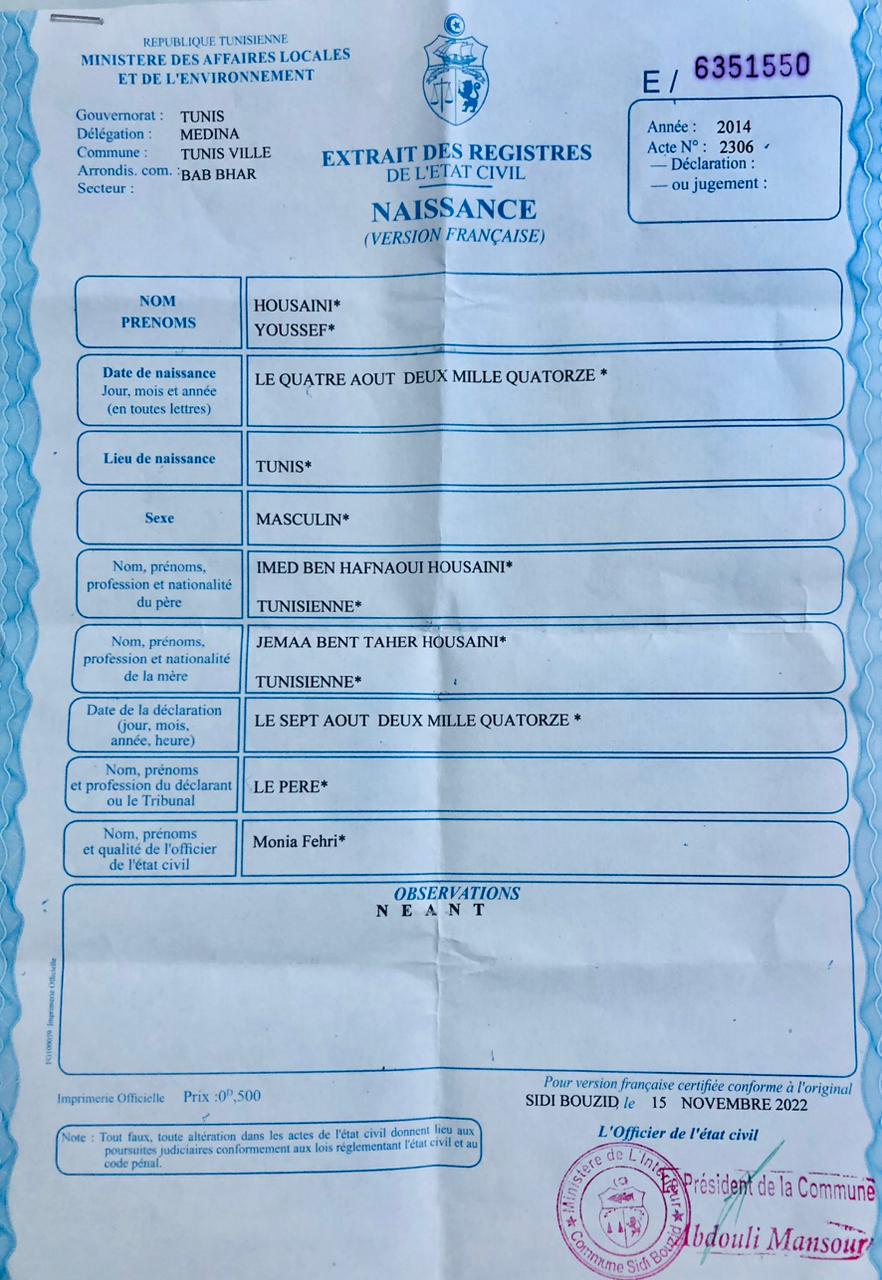 REPUBLIQUE TUNISIENNE
MINISTERE DES AFFAIRES LOCALES
ET DE L'ENVIRONNEMENT
Gouvernorat : TUNIS
Délégation : MEDINA
Commune : TUNIS VILLE
Arrondis. com. : BAB BHAR
Secteur :
EXTRAIT DES REGISTRES
DE L'ETAT CIVIL
NAISSANCE
(VERSION FRANÇAISE)
E / 6351550
Année : 2014
Acte N° : 2306
— Déclaration :
— ou jugement :
NOM
PRENOMS
HOUSAINI*
YOUSSEF*
Date de naissance
Jour, mois et année
(en toutes lettres)
LE QUATRE AOUT DEUX MILLE QUATORZE *
Lieu de naissance
TUNIS*
Sexe
MASCULIN*
Nom, prénoms,
profession et nationalité
du père
IMED BEN HAFNAOUI HOUSAINI*
TUNISIENNE*
Nom, prénoms,
profession et nationalité
de la mère
JEMAA BENT TAHER HOUSAINI*
TUNISIENNE*
Date de la déclaration
(jour, mois,
année, heure)
LE SEPT AOUT DEUX MILLE QUATORZE *
Nom, prénoms
et profession du déclarant
ou le Tribunal
LE PERE*
Nom, prénoms
et qualité de l'officier
de l'état civil
Monia Fehri*
OBSERVATIONS
N E A N T
Imprimerie Officielle
Imprimerie Officielle Prix :0ᴰ,500
Note : Tout faux, toute altération dans les actes de l'état civil donnent lieu aux
poursuites judiciaires conformement aux lois réglementant l'état civil et au
code pénal.
Pour version française certifiée conforme à l'original
SIDI BOUZID, le 15 NOVEMBRE 2022
L'Officier de l'état civil
Ministere de L'Interieur
Commune Sidi Bouzid
Président de la Commune
Abdouli Mansour